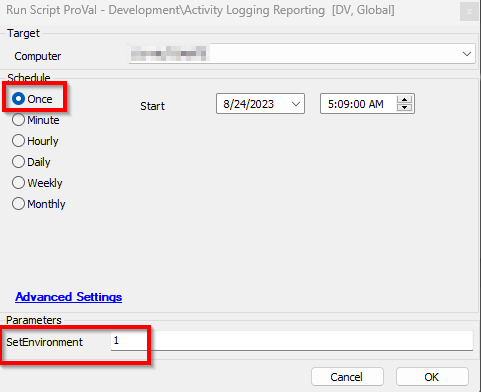 Run Script ProVal - Development\Activity Logging Reporting [DV, Global]
x
Target
Computer
Schedule
Once
Start
8/24/2023
5:09:00 AM
Minute
Hourly
Daily
Weekly
Monthly
Advanced Settings
Parameters
SetEnvironment
1
Cancel
OK